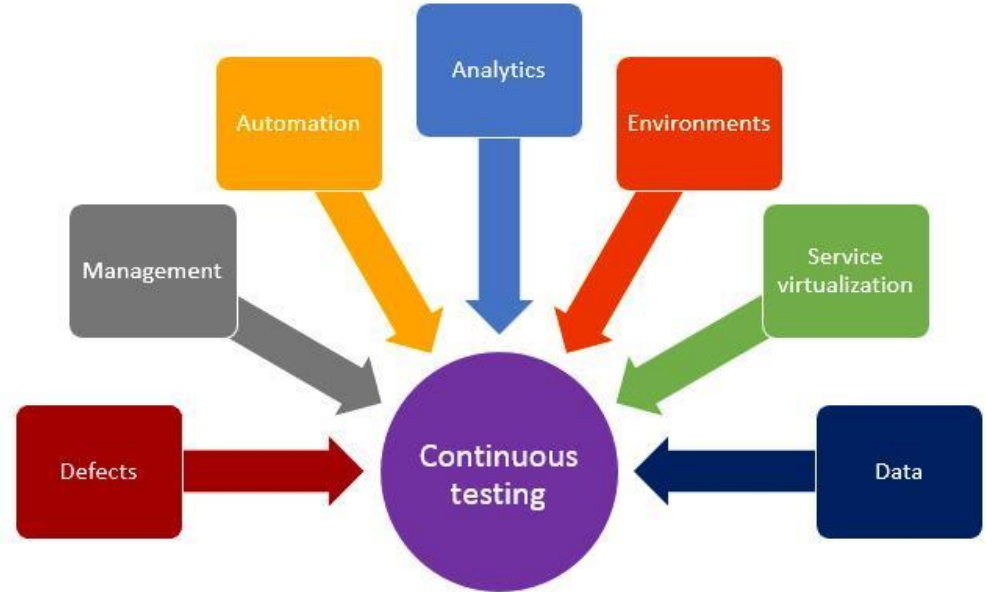 Analytics
Automation
Environments
Management
Service
virtualization
Defects
Continuous
testing
Data